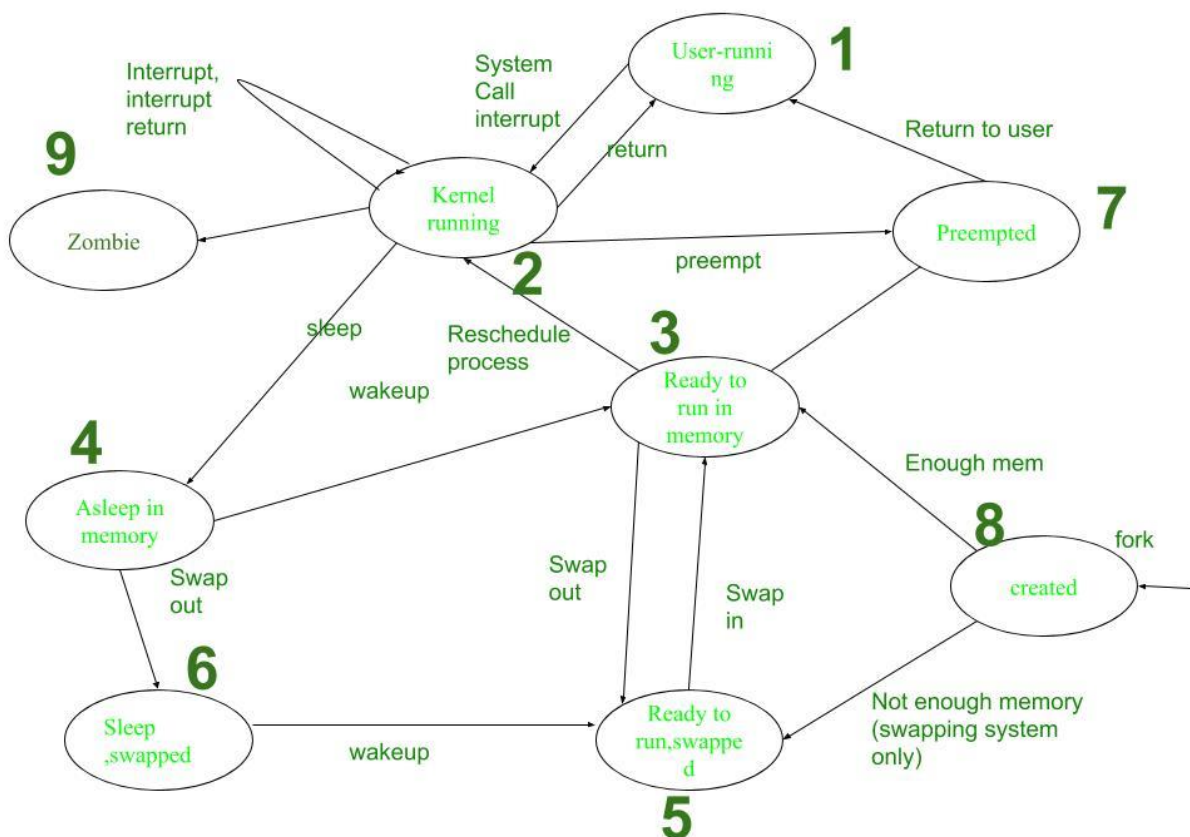 User-runni
ng
1
System
Call
interrupt
Interrupt,
interrupt
return
return
Return to user
9
Zombie
Kernel
running
2
7
Preempted
preempt
sleep
Reschedule
process
3
wakeup
Ready to
run in
memory
4
Asleep in
memory
Enough mem
8
fork
created
Swap
out
Swap
out
Swap
in
6
Sleep
,swapped
wakeup
Ready to
run,swappe
d
5
Not enough memory
(swapping system
only)